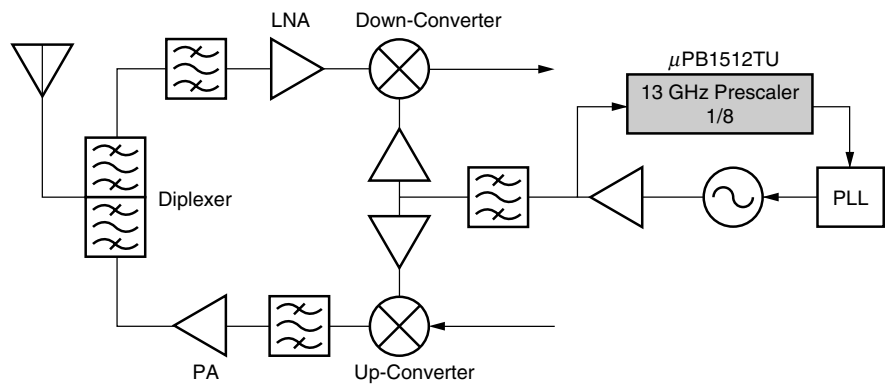 LNA
Down-Converter
μPB1512TU
13 GHz Prescaler
1/8
Diplexer
PLL
PA
Up-Converter